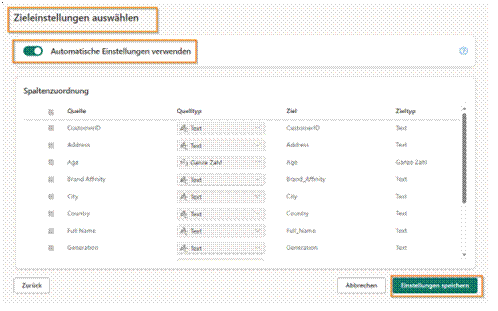 Zieleinstellungen auswählen
Automatische Einstellungen verwenden
Spaltenzuordnung
Quelle Quelltyp Ziel Zieltyp
CustomerID Text CustomerID Text
Address Text Address Text
Age Ganze Zahl Age Ganze Zahl
Brand Affinity Text Brand_Affinity Text
City Text City Text
Country Text Country Text
Full Name Text Full_Name Text
Generation Text Generation Text
Zurück Abbrechen Einstellungen speichern